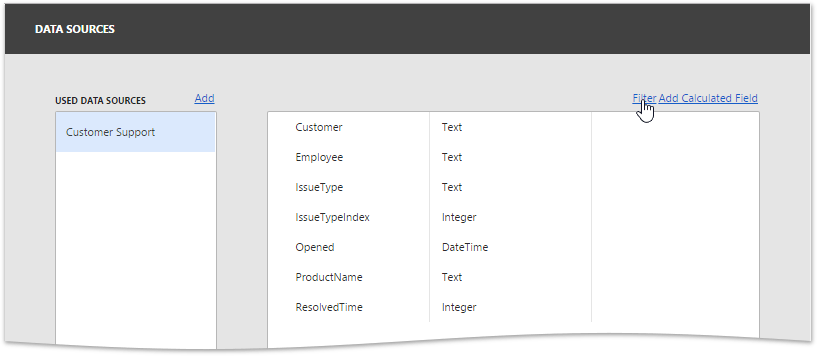 DATA SOURCES
USED DATA SOURCES Add Filter Add Calculated Field
Customer Support
Customer Text
Employee Text
IssueType Text
IssueTypeIndex Integer
Opened DateTime
ProductName Text
ResolvedTime Integer